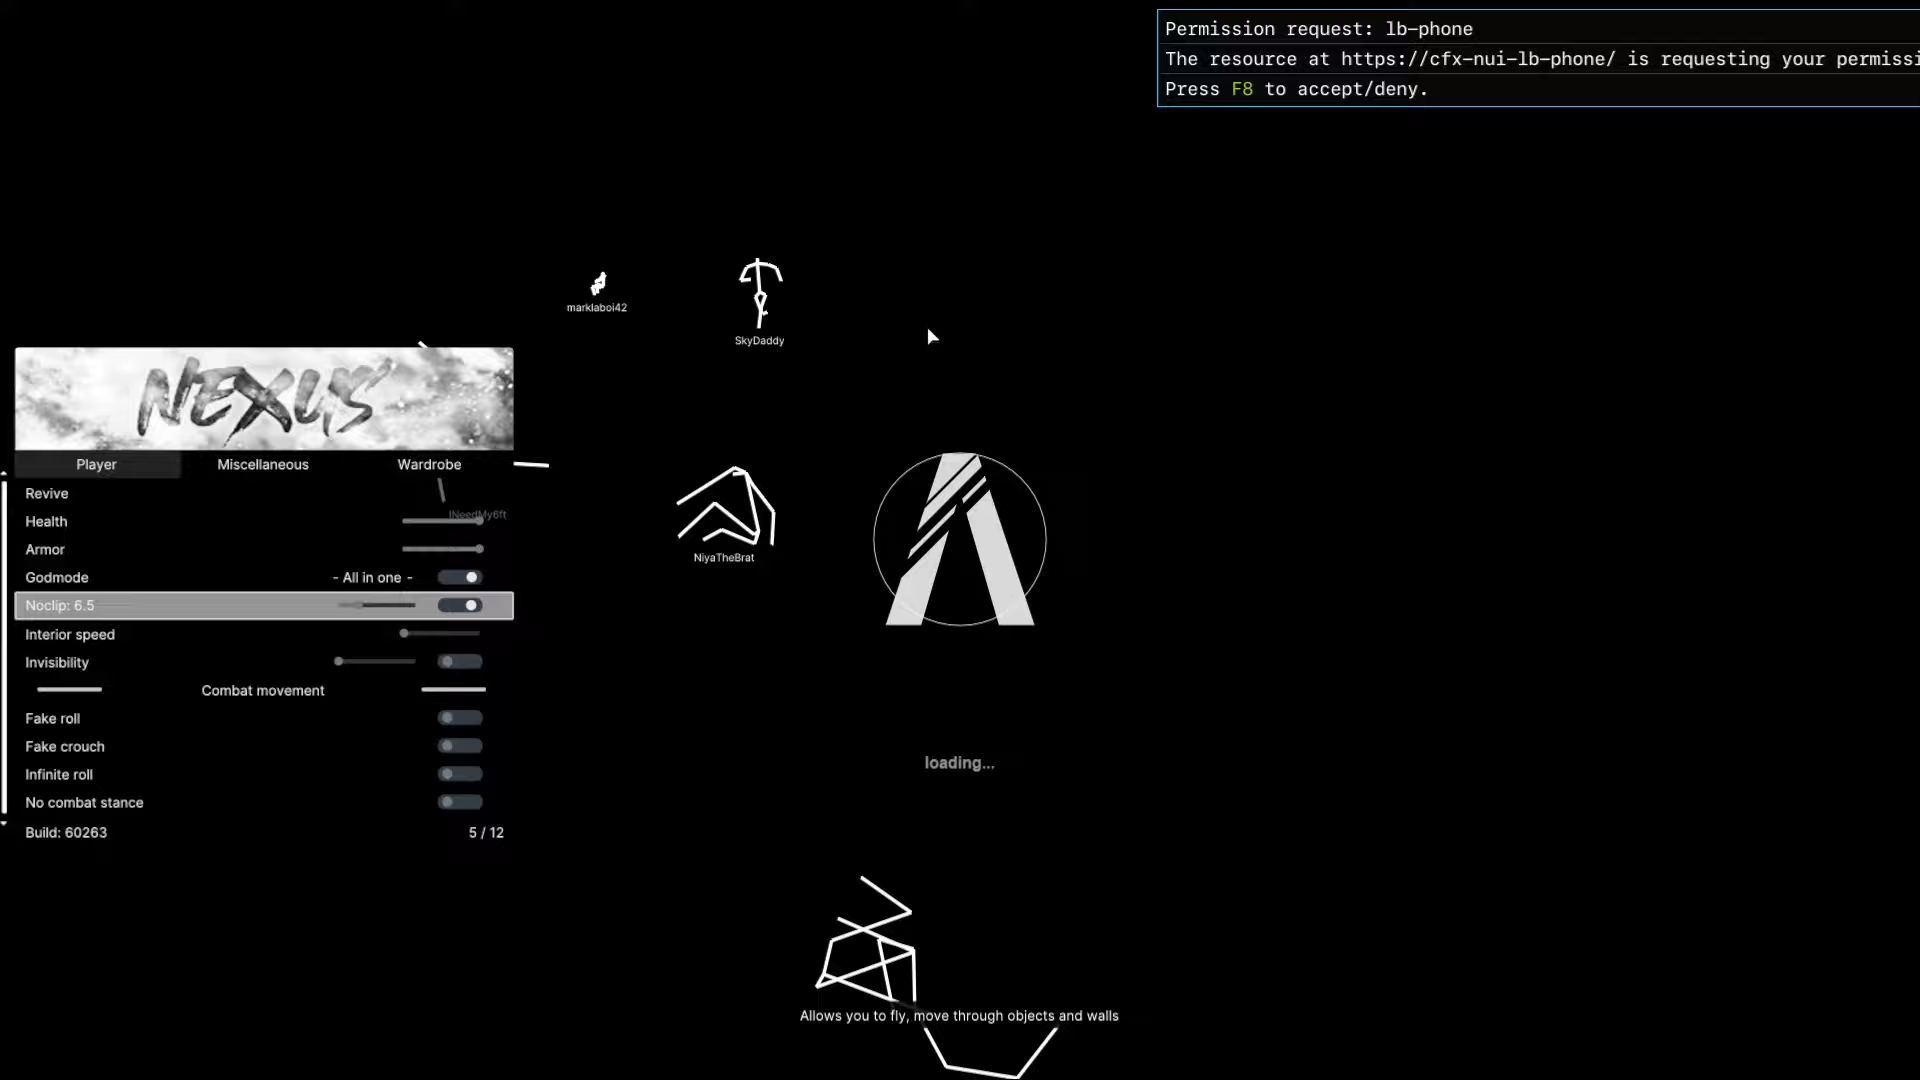 Permission request: lb-phone
The resource at https://cfx-nui-lb-phone/ is requesting your permissi
Press F8 to accept/deny.
marklaboi42
SkyDaddy
NEXUS
Player Miscellaneous Wardrobe
Revive
INeedMy6ft
Health
Armor
Godmode - All in one -
NiyaTheBrat
Noclip: 6.5
Interior speed
Invisibility
Combat movement
Fake roll
Fake crouch
loading...
Infinite roll
No combat stance
Build: 60263 5 / 12
Allows you to fly, move through objects and walls